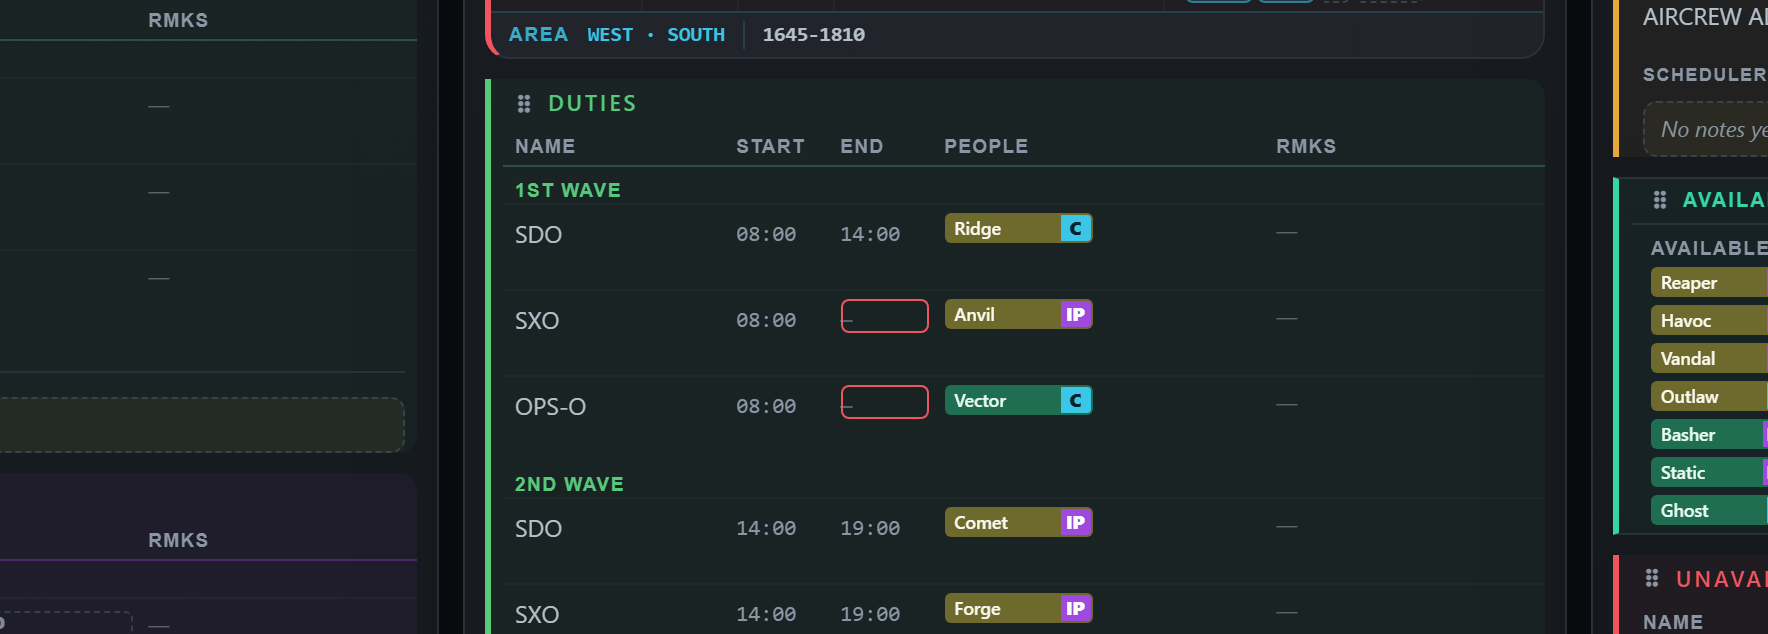 RMKS
—
—
—
RMKS
—
AREA WEST · SOUTH 1645-1810
DUTIES
NAME START END PEOPLE RMKS
1ST WAVE
SDO 08:00 14:00 Ridge C —
SXO 08:00 — Anvil IP —
OPS-O 08:00 — Vector C —
2ND WAVE
SDO 14:00 19:00 Comet IP —
SXO 14:00 19:00 Forge IP —
AIRCREW
SCHEDULER
No notes
AVAILA
AVAILABLE
Reaper
Havoc
Vandal
Outlaw
Basher
Static
Ghost
UNAVA
NAME